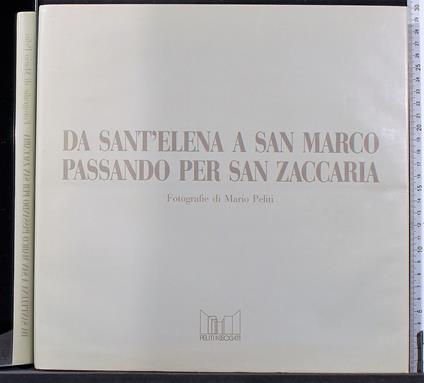 DA SANT'ELENA A SAN MARCO
PASSANDO PER SAN ZACCARIA
Fotografie di Mario Peliti
PELITI ASSOCIATI